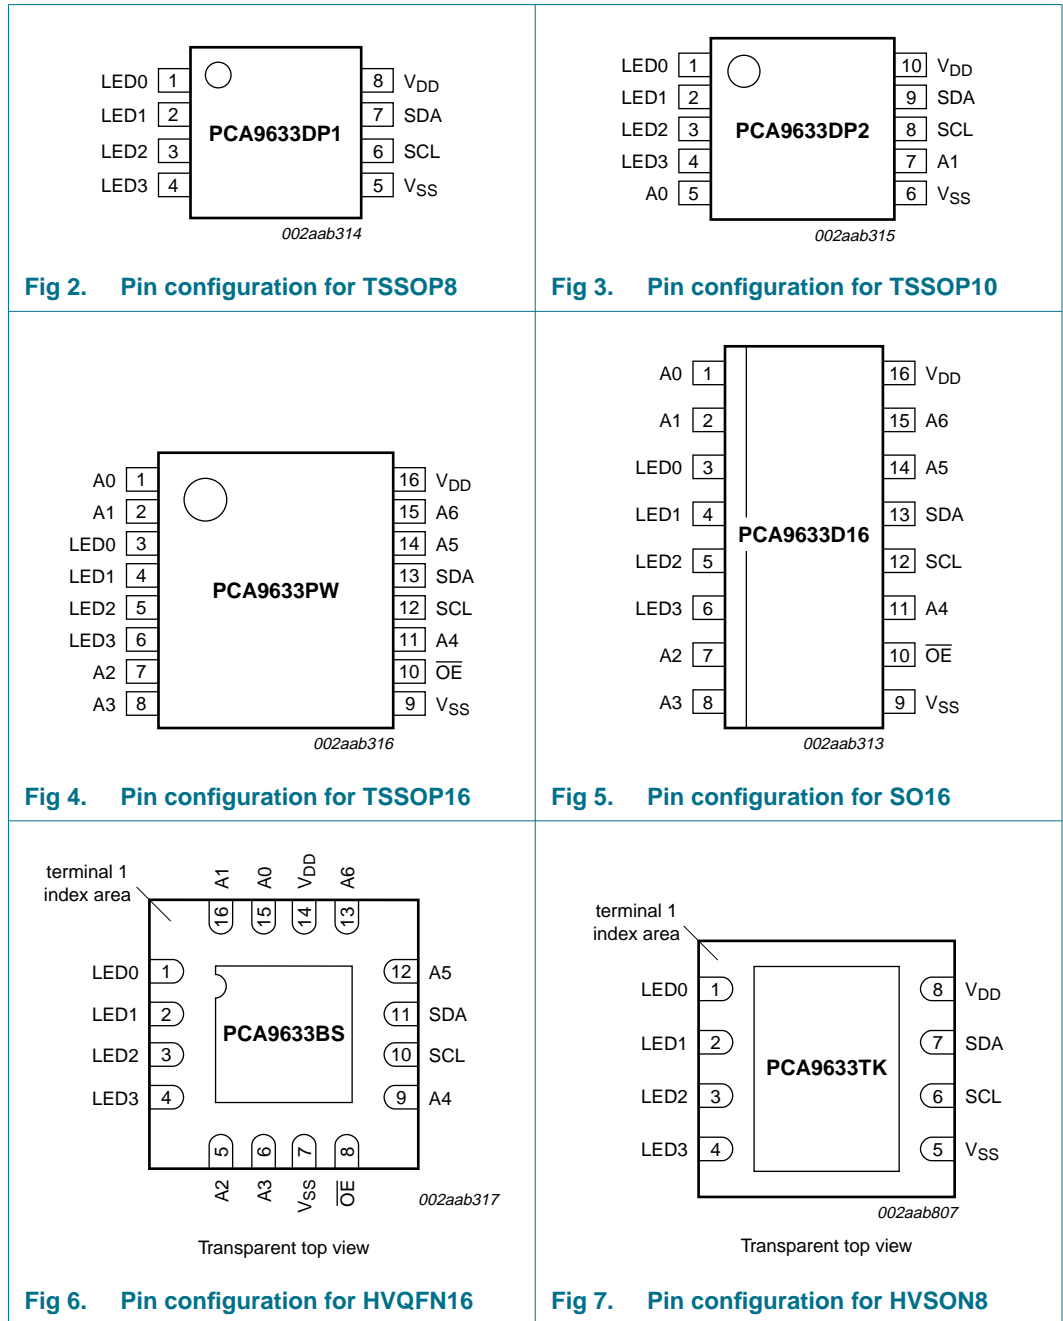 LED0 1 8 VDD
LED1 2 7 SDA
PCA9633DP1
LED2 3 6 SCL
LED3 4 5 VSS
002aab314
Fig 2. Pin configuration for TSSOP8
LED0 1 10 VDD
LED1 2 9 SDA
LED2 3 PCA9633DP2 8 SCL
LED3 4 7 A1
A0 5 6 VSS
002aab315
Fig 3. Pin configuration for TSSOP10
A0 1 16 VDD
A1 2 15 A6
LED0 3 14 A5
LED1 4 13 SDA
PCA9633PW
LED2 5 12 SCL
LED3 6 11 A4
A2 7 10 OE
A3 8 9 VSS
002aab316
Fig 4. Pin configuration for TSSOP16
A0 1 16 VDD
A1 2 15 A6
LED0 3 14 A5
LED1 4 13 SDA
PCA9633D16
LED2 5 12 SCL
LED3 6 11 A4
A2 7 10 OE
A3 8 9 VSS
002aab313
Fig 5. Pin configuration for SO16
terminal 1
index area
A1 A0 VDD A6
16 15 14 13
LED0 1 12 A5
LED1 2 11 SDA
PCA9633BS
LED2 3 10 SCL
LED3 4 9 A4
5 6 7 8
A2 A3 VSS OE
002aab317
Transparent top view
Fig 6. Pin configuration for HVQFN16
terminal 1
index area
LED0 1 8 VDD
LED1 2 7 SDA
PCA9633TK
LED2 3 6 SCL
LED3 4 5 VSS
002aab807
Transparent top view
Fig 7. Pin configuration for HVSON8